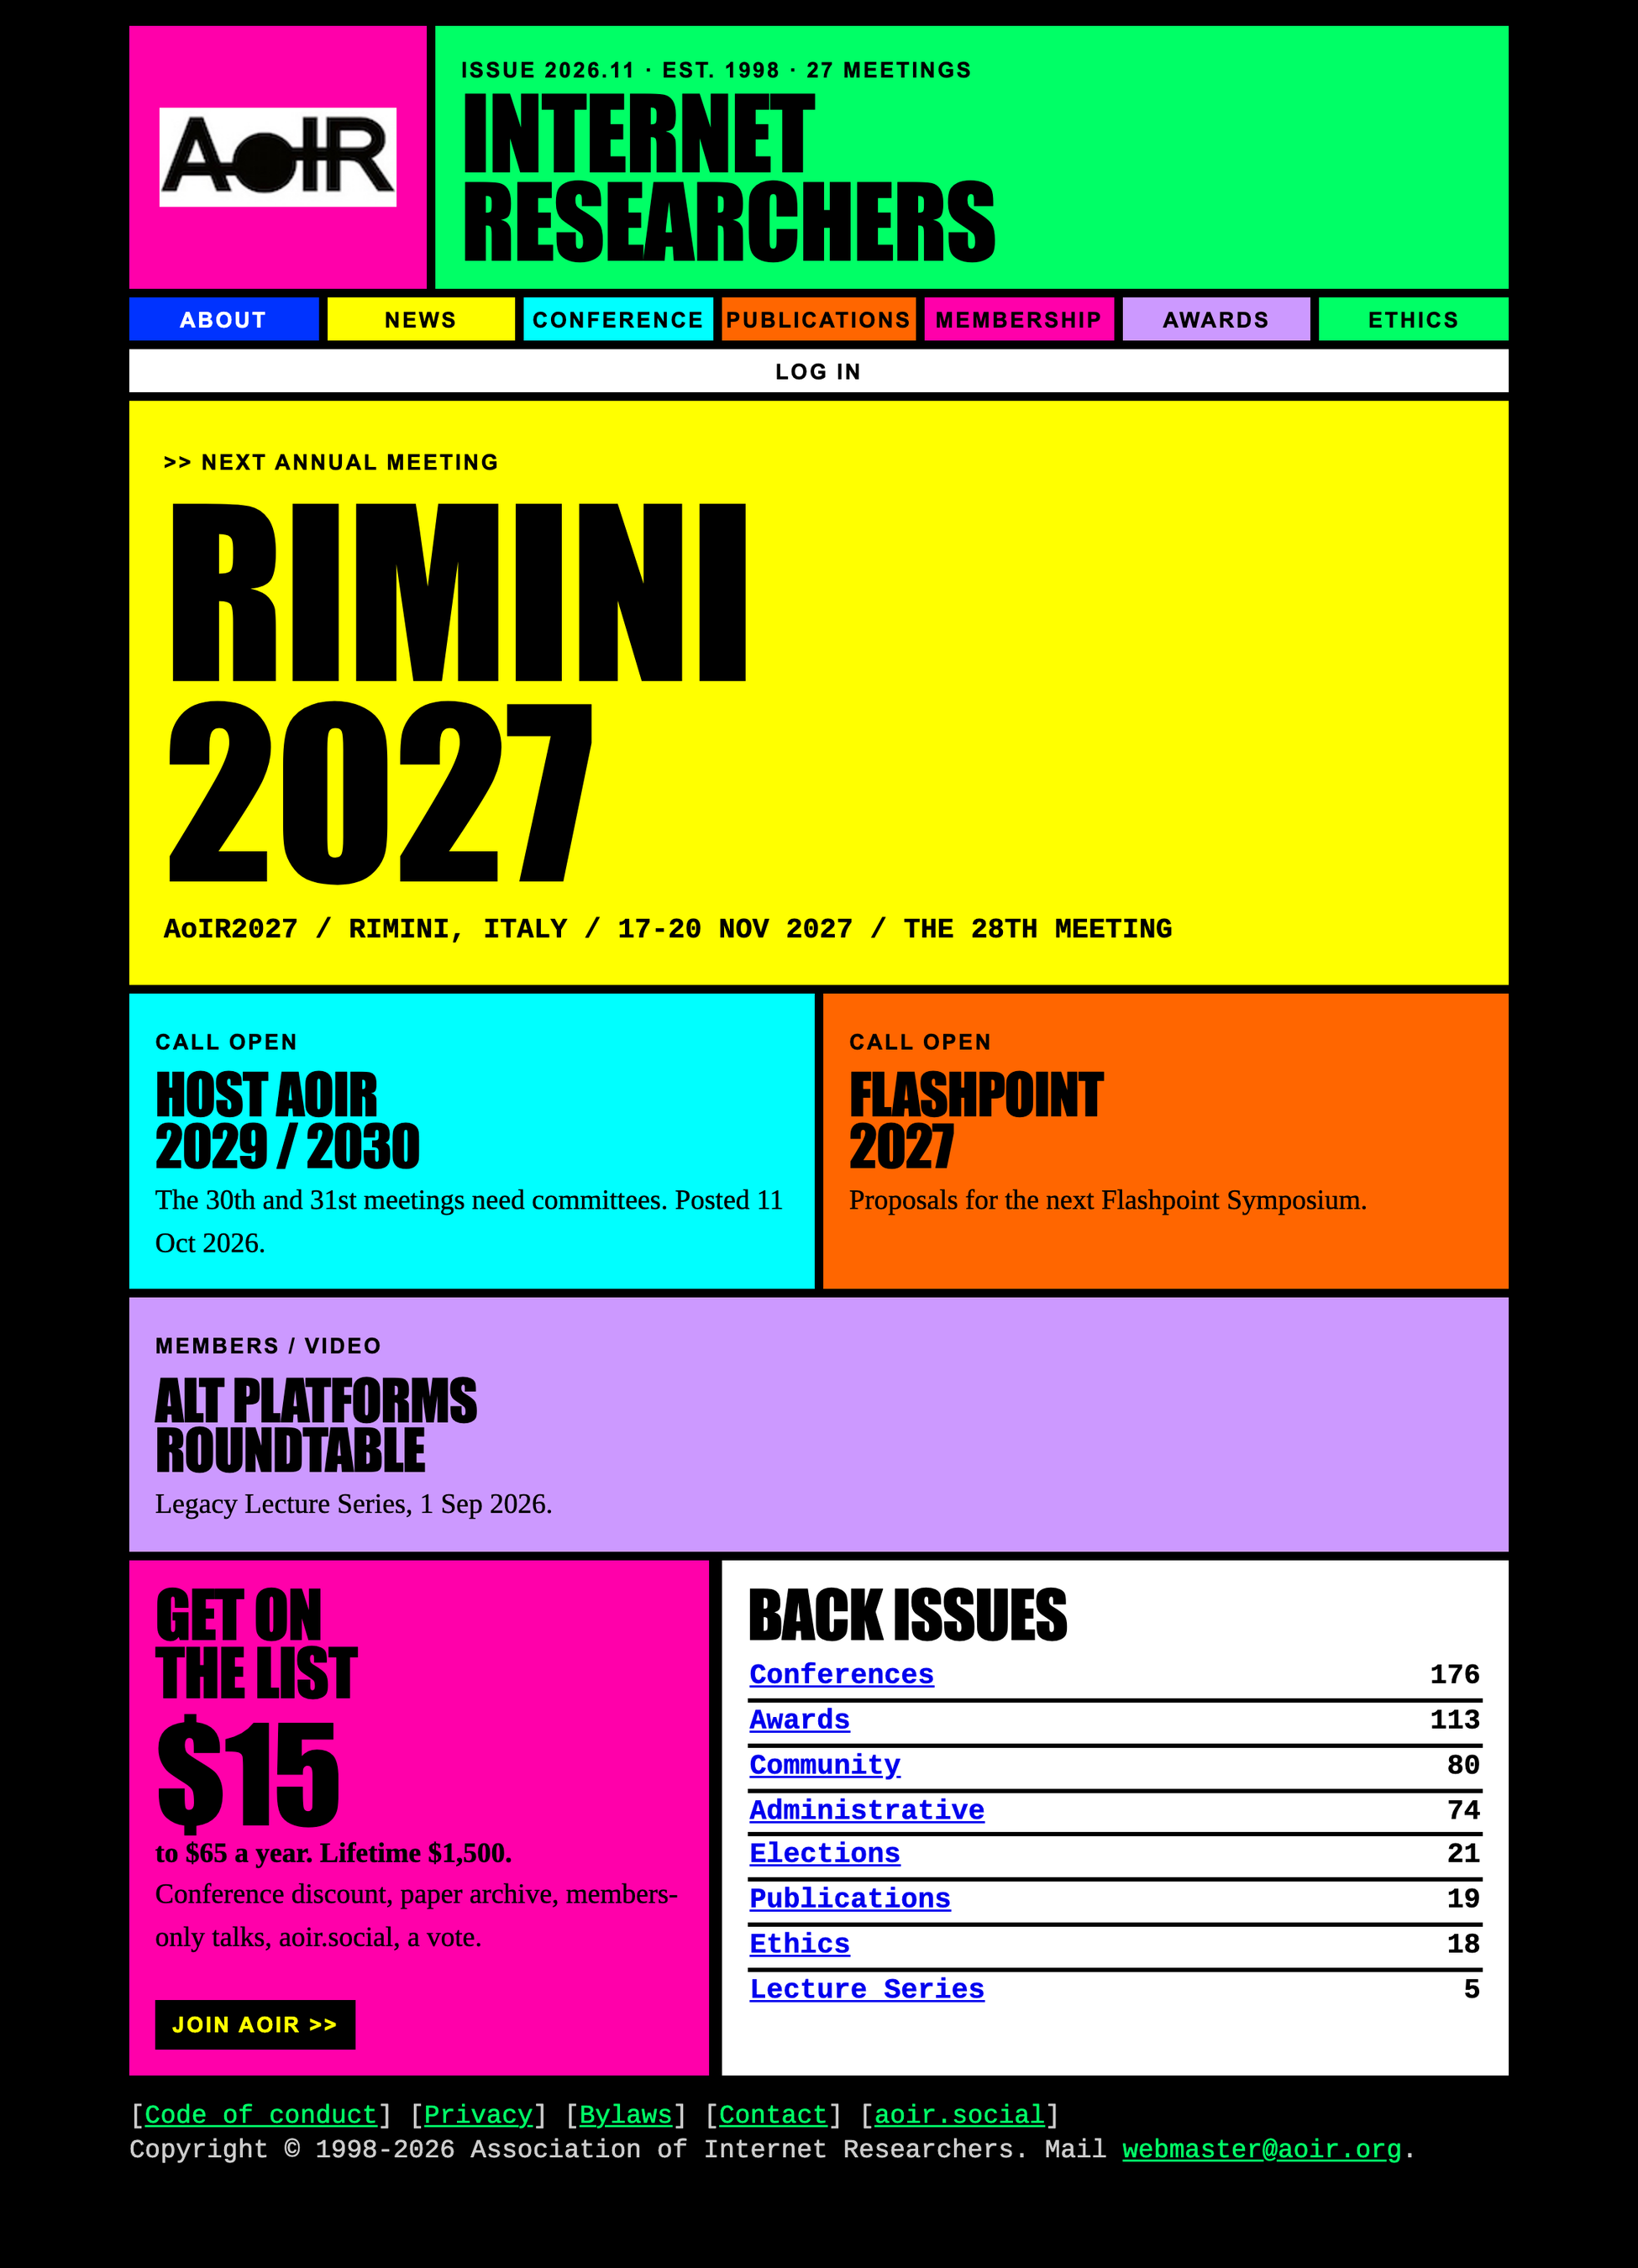 AoIR
ISSUE 2026.11 · EST. 1998 · 27 MEETINGS
INTERNET
RESEARCHERS
ABOUT
NEWS
CONFERENCE
PUBLICATIONS
MEMBERSHIP
AWARDS
ETHICS
LOG IN
>> NEXT ANNUAL MEETING
RIMINI
2027
AoIR2027 / RIMINI, ITALY / 17-20 NOV 2027 / THE 28TH MEETING
CALL OPEN
HOST AOIR
2029 / 2030
The 30th and 31st meetings need committees. Posted 11
Oct 2026.
CALL OPEN
FLASHPOINT
2027
Proposals for the next Flashpoint Symposium.
MEMBERS / VIDEO
ALT PLATFORMS
ROUNDTABLE
Legacy Lecture Series, 1 Sep 2026.
GET ON
THE LIST
$15
to $65 a year. Lifetime $1,500.
Conference discount, paper archive, members-
only talks, aoir.social, a vote.
JOIN AOIR >>
BACK ISSUES
Conferences 176
Awards 113
Community 80
Administrative 74
Elections 21
Publications 19
Ethics 18
Lecture Series 5
[Code of conduct] [Privacy] [Bylaws] [Contact] [aoir.social]
Copyright © 1998-2026 Association of Internet Researchers. Mail webmaster@aoir.org.